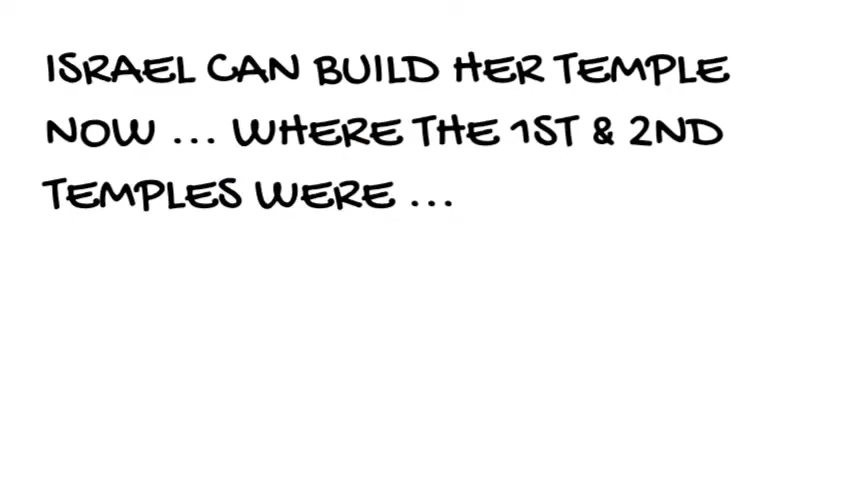 ISRAEL CAN BUILD HER TEMPLE
NOW ... WHERE THE 1ST & 2ND
TEMPLES WERE ...